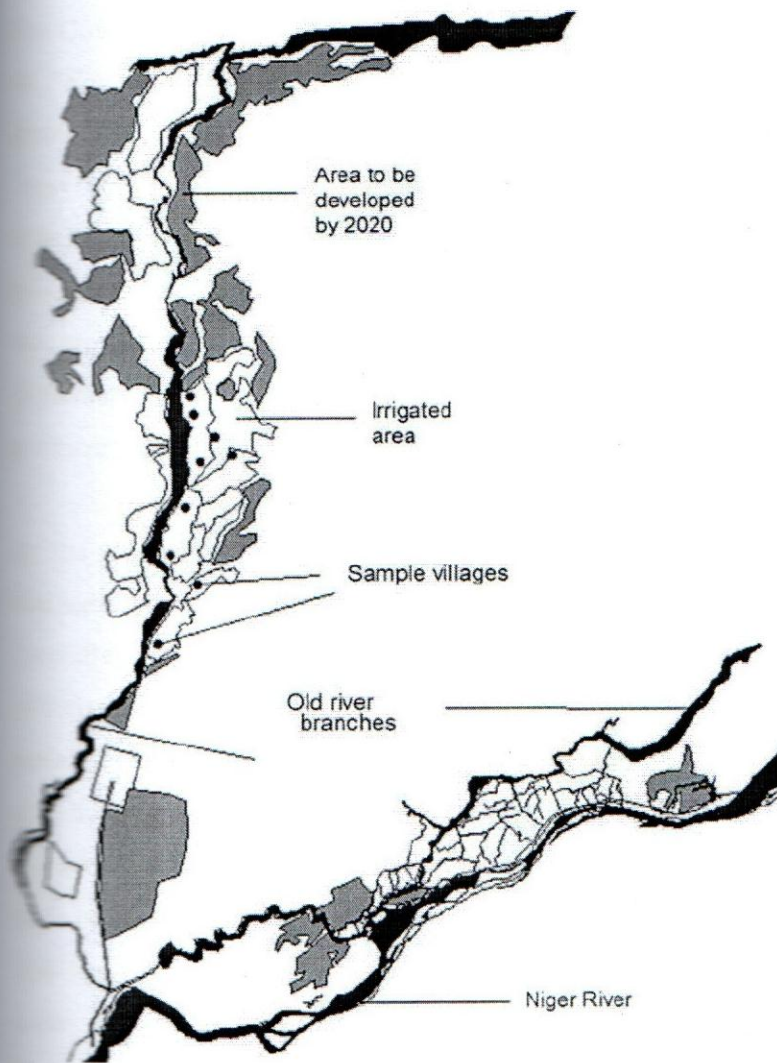 Area to be
developed
by 2020
Irrigated
area
Sample villages
Old river
branches
Niger River